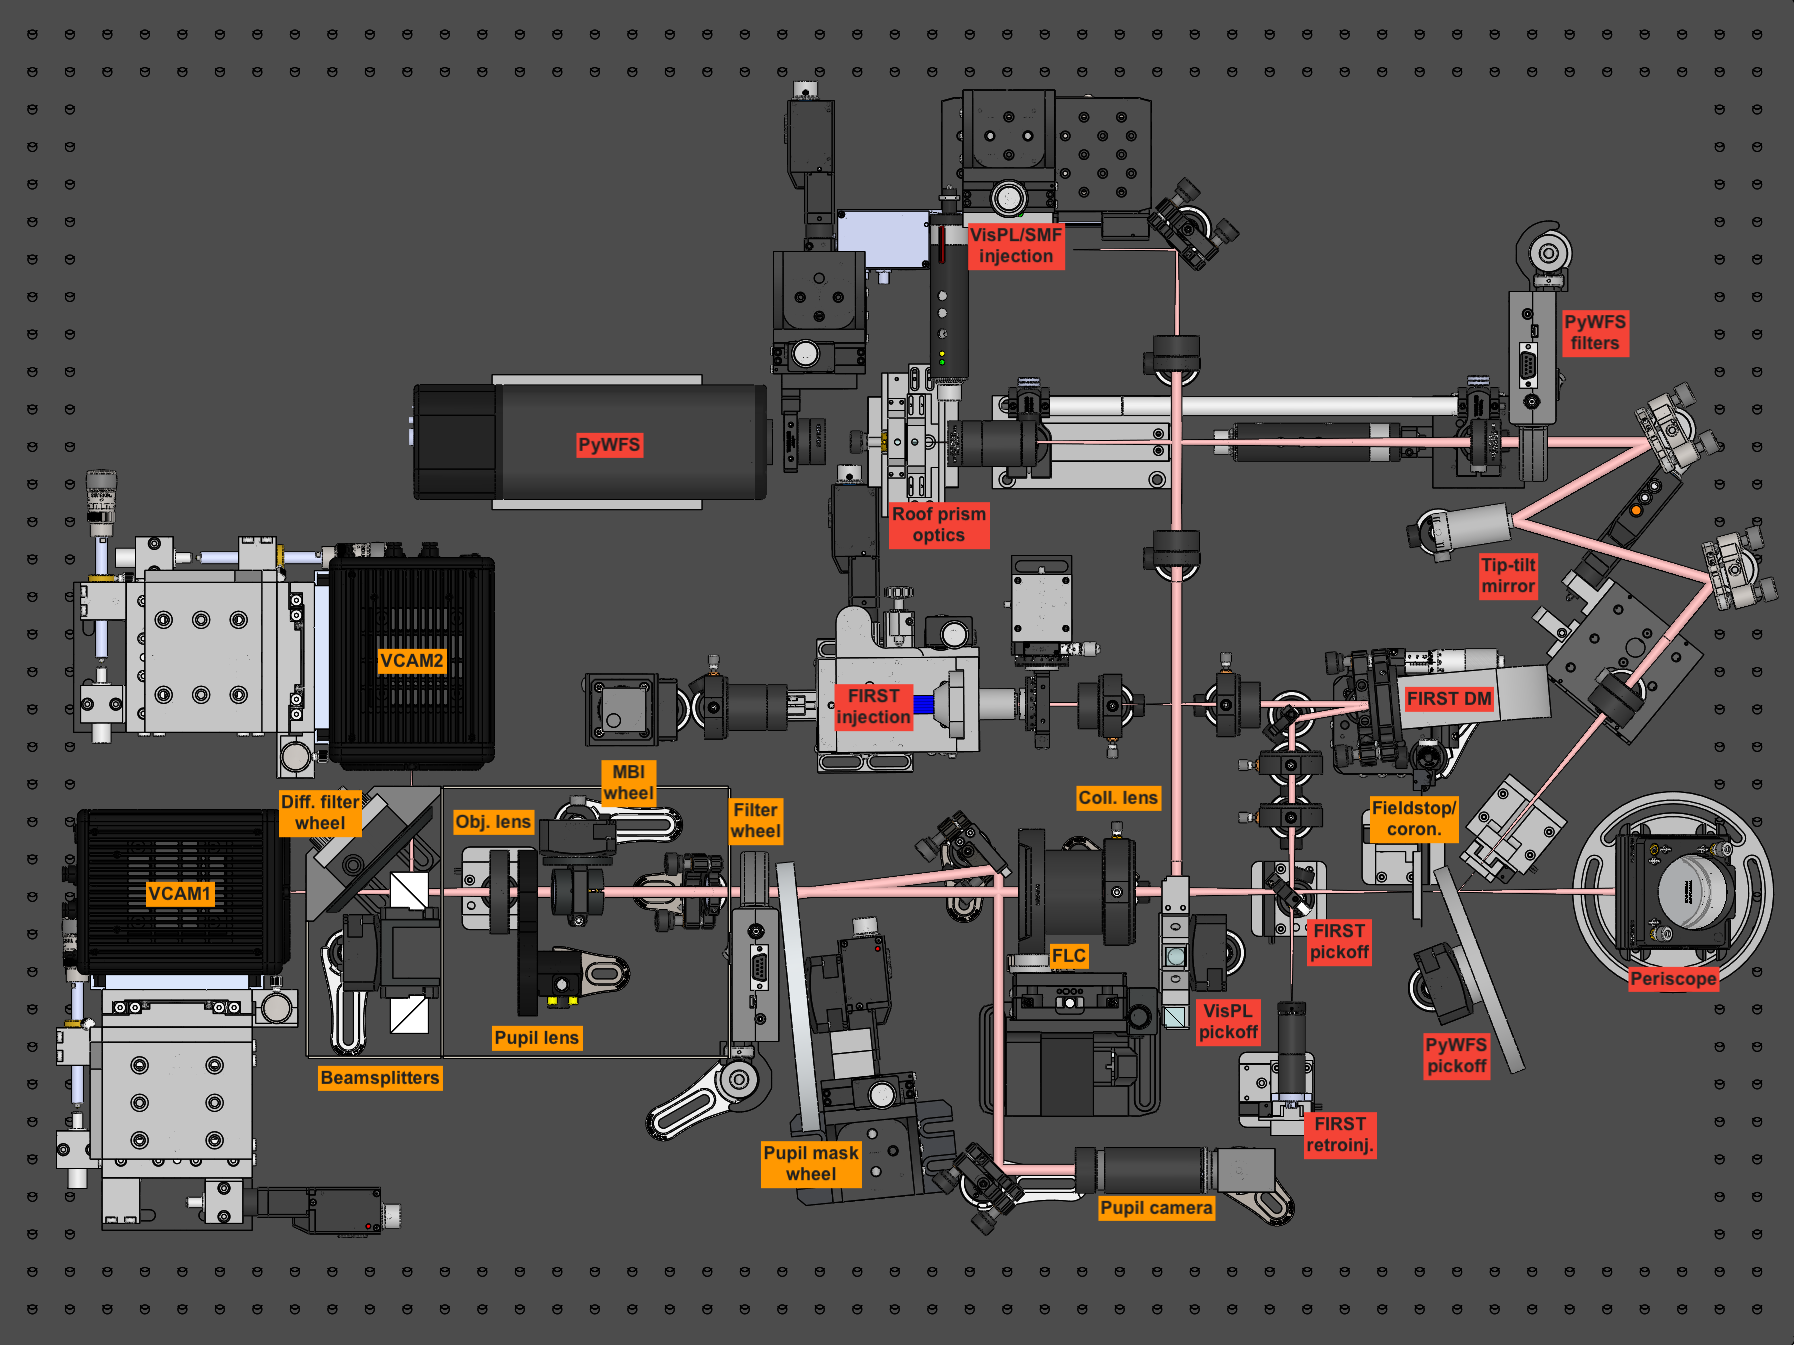 VisPL/SMF
injection
PyWFS
filters
PyWFS
Roof prism
optics
Tip-tilt
mirror
VCAM2
FIRST
injection
FIRST DM
MBI
wheel
Diff. filter
wheel
Obj. lens
Filter
wheel
Coll. lens
Fieldstop/
coron.
VCAM1
FIRST
pickoff
FLC
Periscope
VisPL
pickoff
Pupil lens
PyWFS
pickoff
Beamsplitters
FIRST
retroinj.
Pupil mask
wheel
Pupil camera